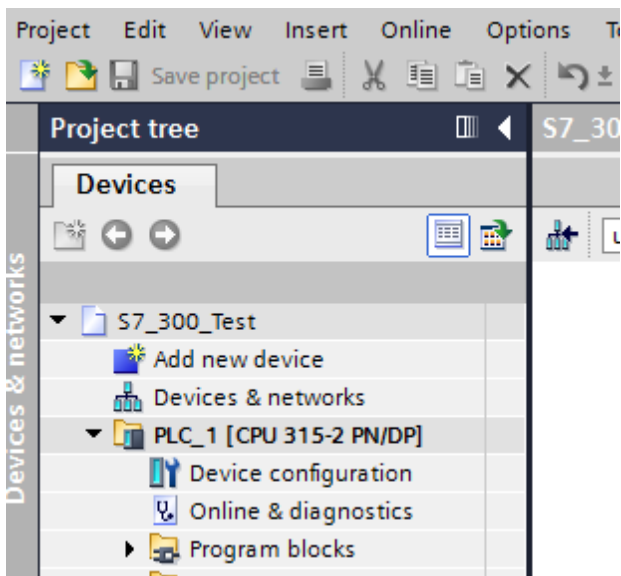 Project Edit View Insert Online Options
Save project
Project tree
S7_30
Devices
Devices & networks
S7_300_Test
Add new device
Devices & networks
PLC_1 [CPU 315-2 PN/DP]
Device configuration
Online & diagnostics
Program blocks